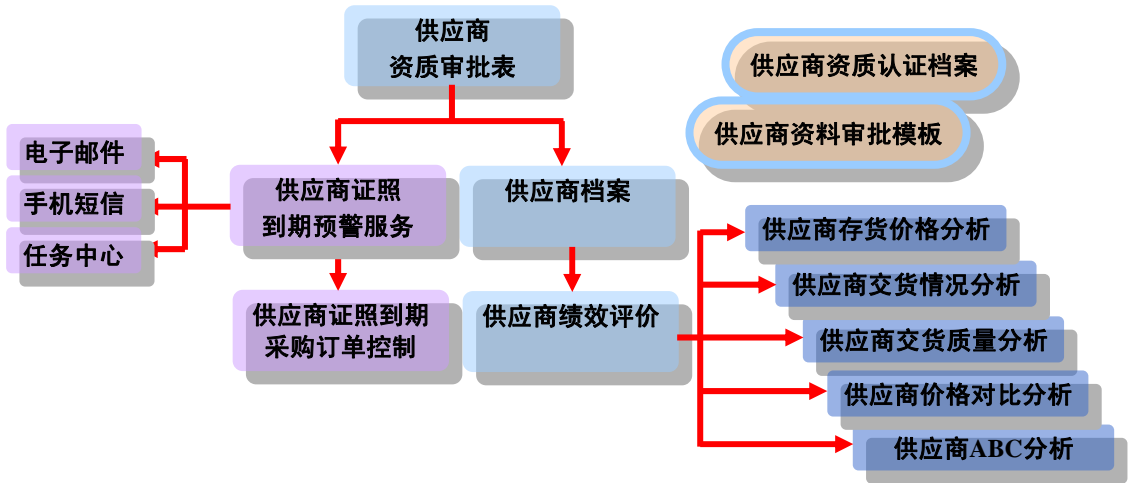 供应商
资质审批表
供应商资质认证档案
供应商资料审批模板
电子邮件
手机短信
任务中心
供应商证照
到期预警服务
供应商档案
供应商证照到期
采购订单控制
供应商绩效评价
供应商存货价格分析
供应商交货情况分析
供应商交货质量分析
供应商价格对比分析
供应商ABC分析